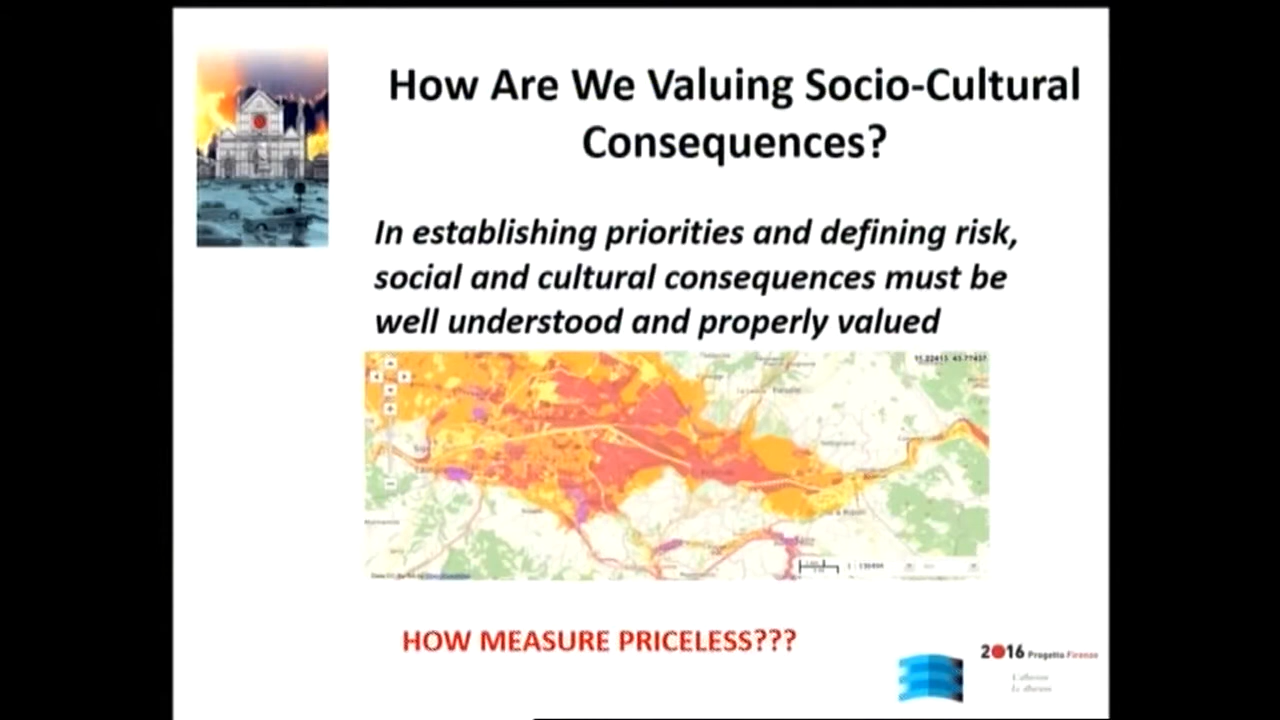 How Are We Valuing Socio-Cultural
Consequences?
In establishing priorities and defining risk,
social and cultural consequences must be
well understood and properly valued
HOW MEASURE PRICELESS???
2016 Progetto Firenze